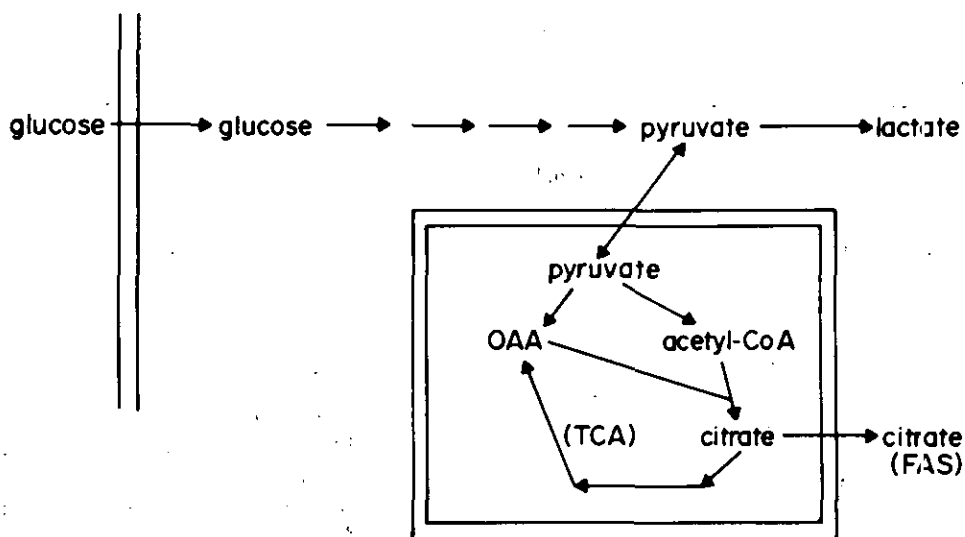 glucose glucose pyruvate lactate
pyruvate
OAA acetyl-CoA
(TCA) citrate citrate
(FAS)